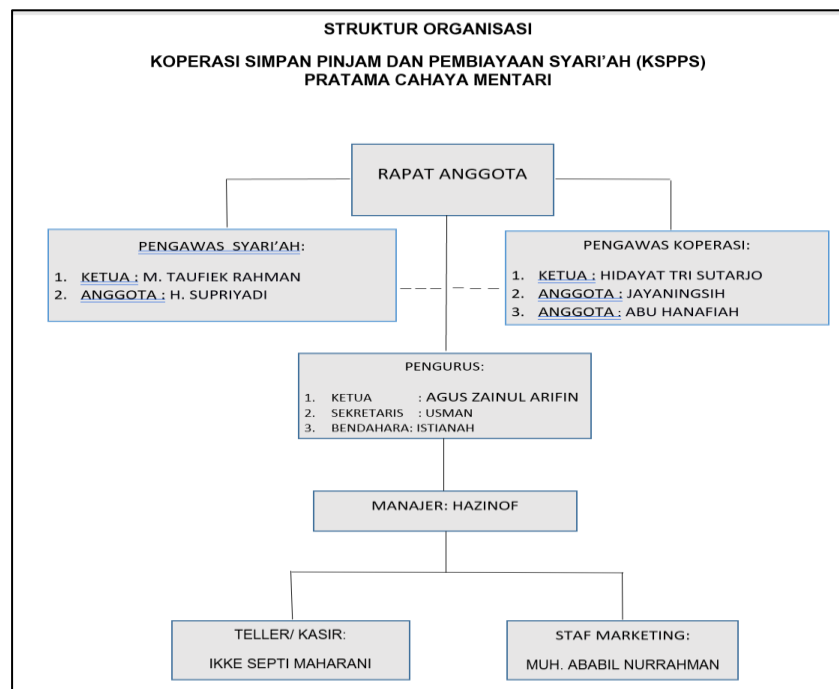 STRUKTUR ORGANISASI
KOPERASI SIMPAN PINJAM DAN PEMBIAYAAN SYARI'AH (KSPPS)
PRATAMA CAHAYA MENTARI
RAPAT ANGGOTA
PENGAWAS SYARI'AH:
1. KETUA : M. TAUFIEK RAHMAN
2. ANGGOTA : H. SUPRIYADI
PENGAWAS KOPERASI:
1. KETUA : HIDAYAT TRI SUTARJO
2. ANGGOTA : JAYANINGSIH
3. ANGGOTA : ABU HANAFIAH
PENGURUS:
1. KETUA : AGUS ZAINUL ARIFIN
2. SEKRETARIS : USMAN
3. BENDAHARA: ISTIANAH
MANAJER: HAZINOF
TELLER/ KASIR:
IKKE SEPTI MAHARANI
STAF MARKETING:
MUH. ABABIL NURRAHMAN